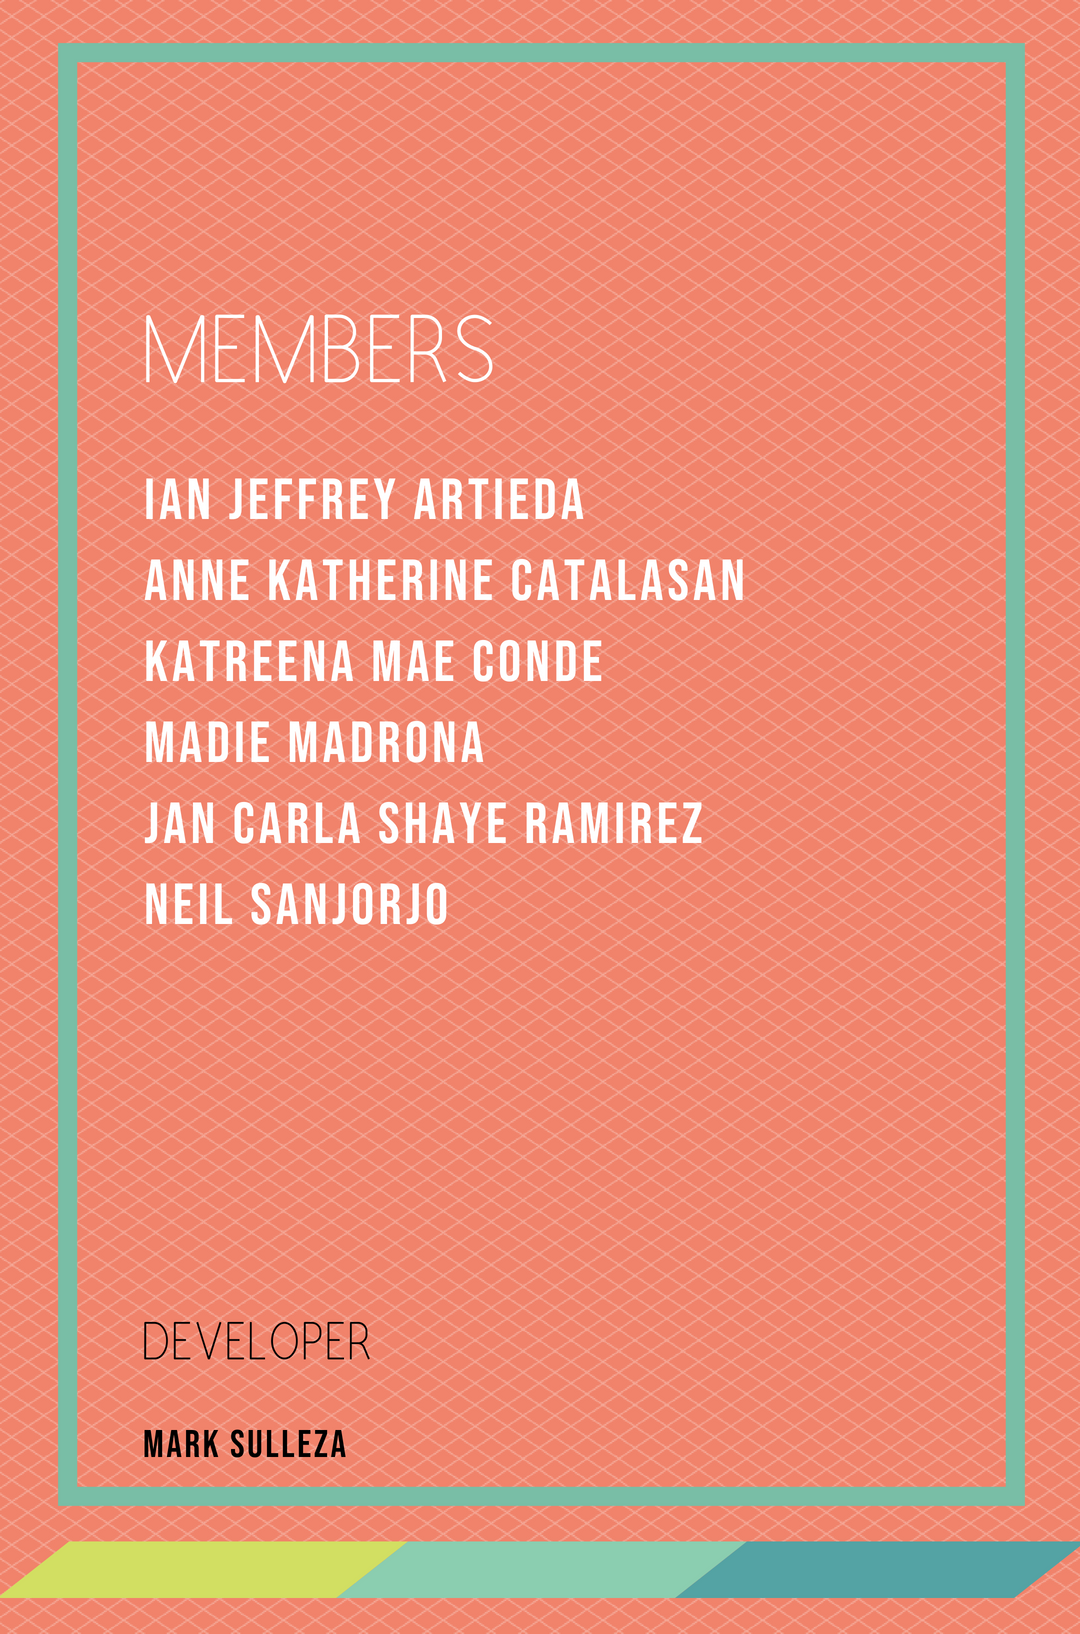 MEMBERS
IAN JEFFREY ARTIEDA
ANNE KATHERINE CATALASAN
KATREENA MAE CONDE
MADIE MADRONA
JAN CARLA SHAYE RAMIREZ
NEIL SANJORJO
DEVELOPER
MARK SULLEZA